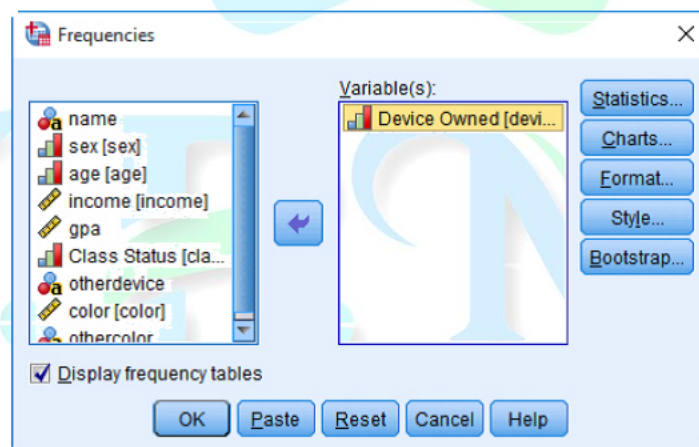 Frequencies
name
sex [sex]
age [age]
income [income]
gpa
Class Status [cla...
otherdevice
color [color]
othercolor
Variable(s):
Device Owned [devi...
Statistics...
Charts...
Format...
Style...
Bootstrap...
Display frequency tables
OK
Paste
Reset
Cancel
Help